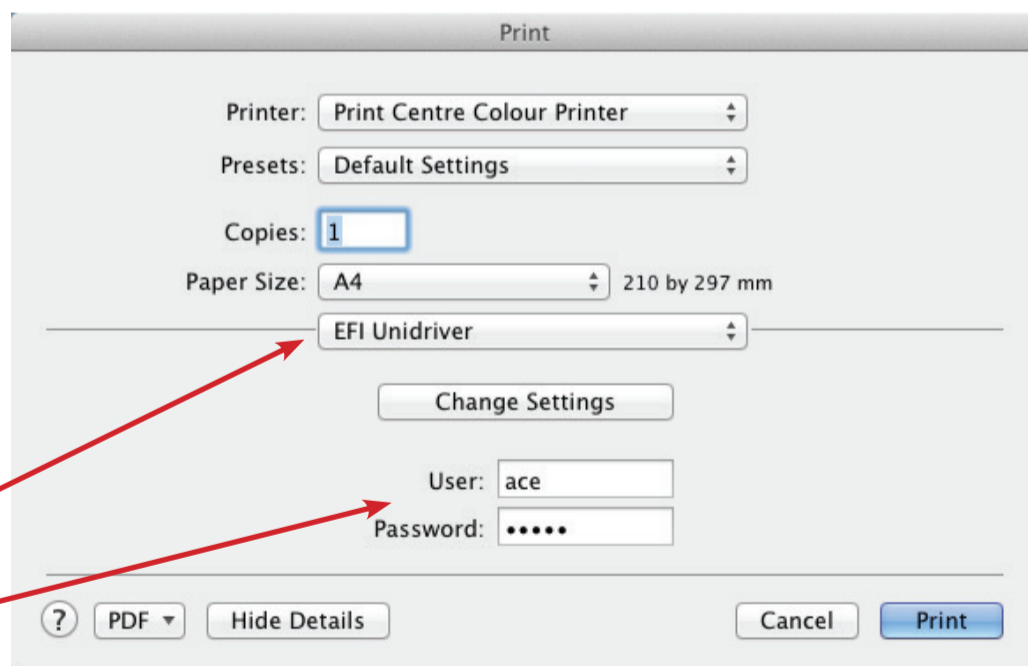 Print
Printer: Print Centre Colour Printer
Presets: Default Settings
Copies: 1
Paper Size: A4 210 by 297 mm
EFI Unidriver
Change Settings
User: ace
Password: •••••
? PDF Hide Details Cancel Print